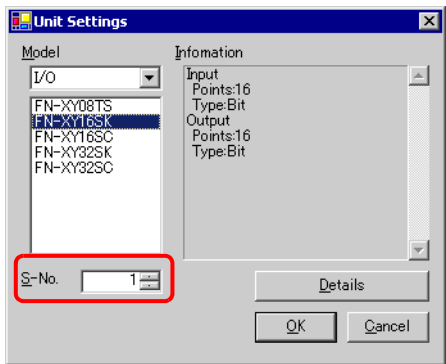 Unit Settings
Model
Infomation
I/O
FN-XY08TS
FN-XY16SK
FN-XY16SC
FN-XY32SK
FN-XY32SC
Input
Points:16
Type:Bit
Output
Points:16
Type:Bit
S-No.
1
Details
OK
Cancel